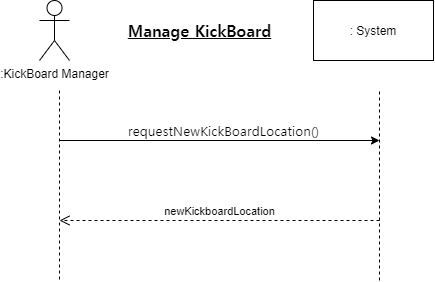 Manage KickBoard
: System
:KickBoard Manager
requestNewKickBoardLocation()
newKickboardLocation